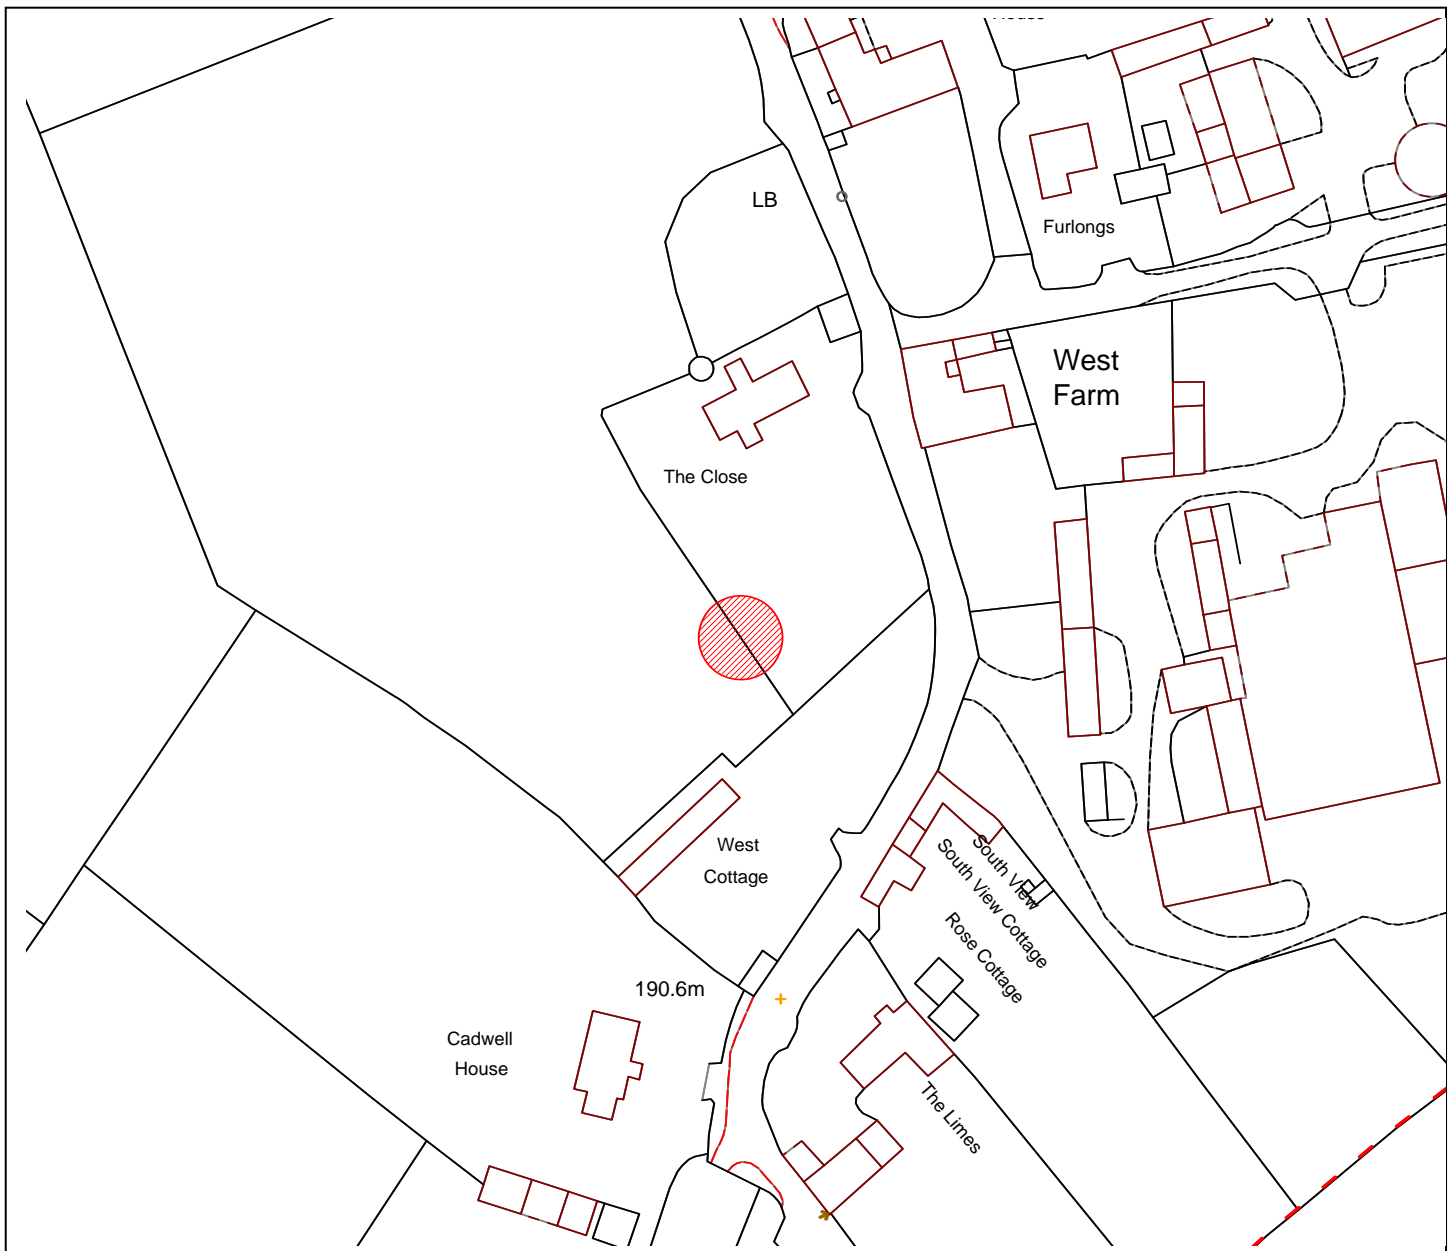 House
LB
Furlongs
West
Farm
The Close
West
Cottage
South View
South View Cottage
Rose Cottage
190.6m
Cadwell
House
The Limes